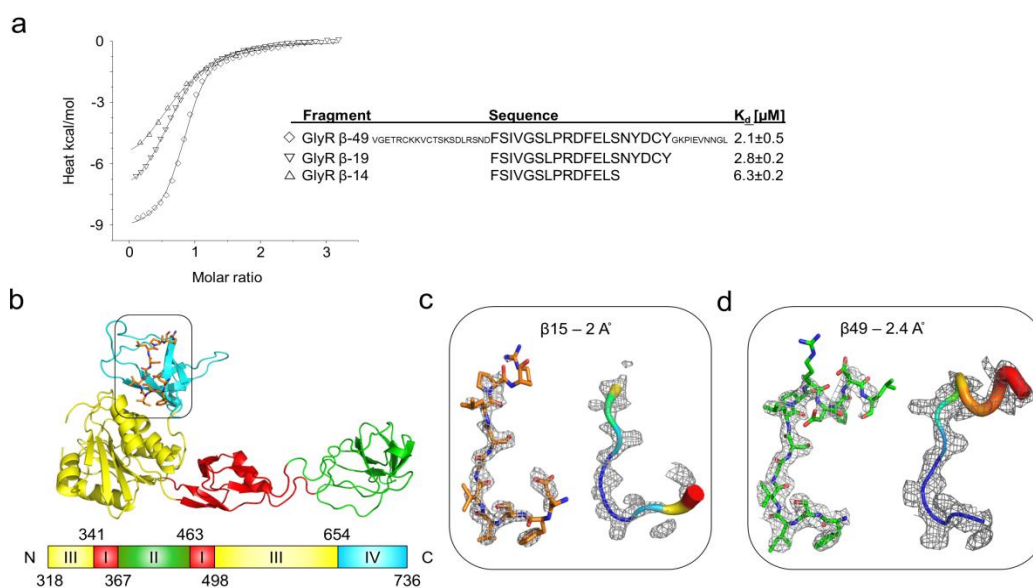 a
0
-3
-6
-9
Heat kcal/mol
0 1 2 3
Molar ratio
Fragment Sequence K_d [µM]
GlyR β-49 VGETRCKKVCTSKSDLRSNDFSIVGSLPRDFELSNYDCYGKPIEVNNGL 2.1±0.5
GlyR β-19 FSIVGSLPRDFELSNYDCY 2.8±0.2
GlyR β-14 FSIVGSLPRDFELS 6.3±0.2
b
341 463 654
N III I II I III IV C
318 367 498 736
c
β15 – 2 A°
d
β49 – 2.4 A°